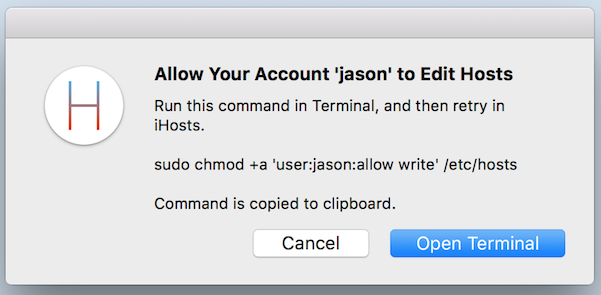 H
Allow Your Account 'jason' to Edit Hosts
Run this command in Terminal, and then retry in
iHosts.
sudo chmod +a 'user:jason:allow write' /etc/hosts
Command is copied to clipboard.
Cancel
Open Terminal